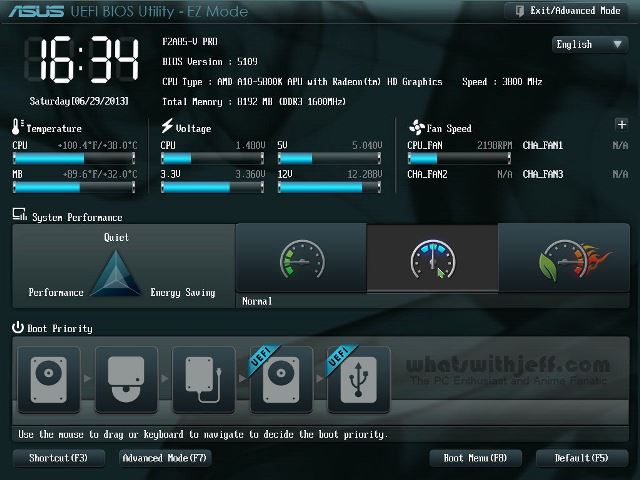 ASUS UEFI BIOS Utility - EZ Mode
Exit/Advanced Mode
16:34
Saturday[06/29/2013]
F2A85-V PRO
BIOS Version : 5109
CPU Type : AMD A10-5800K APU with Radeon(tm) HD Graphics Speed : 3800 MHz
Total Memory : 8192 MB (DDR3 1600MHz)
English
Temperature
CPU +100.4°F/+38.0°C
MB +89.6°F/+32.0°C
Voltage
CPU 1.480V 5V 5.040V
3.3V 3.360V 12V 12.288V
Fan Speed
CPU_FAN 2190RPM CHA_FAN1 N/A
CHA_FAN2 N/A CHA_FAN3 N/A
System Performance
Quiet
Performance Energy Saving
Normal
Boot Priority
UEFI
UEFI
whatswithjeff.com
The PC Enthusiast and Anime Fanatic
Use the mouse to drag or keyboard to navigate to decide the boot priority.
Shortcut(F3) Advanced Mode(F7) Boot Menu(F8) Default(F5)